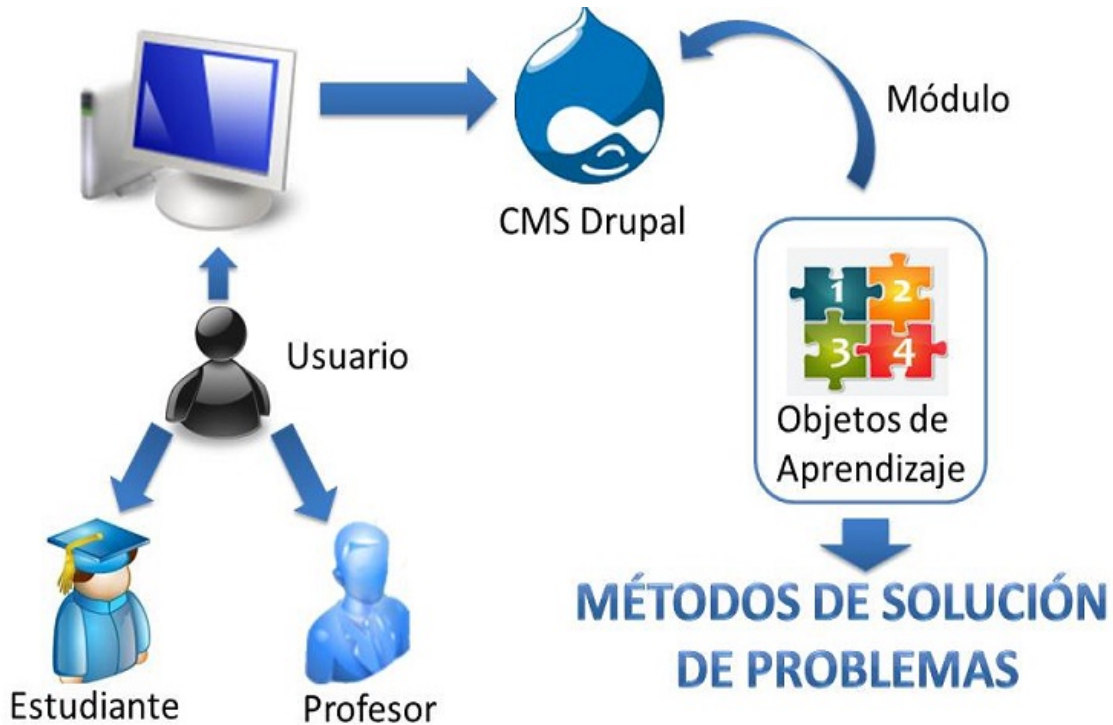 Módulo
CMS Drupal
Usuario
1
2
3
4
Objetos de
Aprendizaje
MÉTODOS DE SOLUCIÓN
DE PROBLEMAS
Estudiante
Profesor